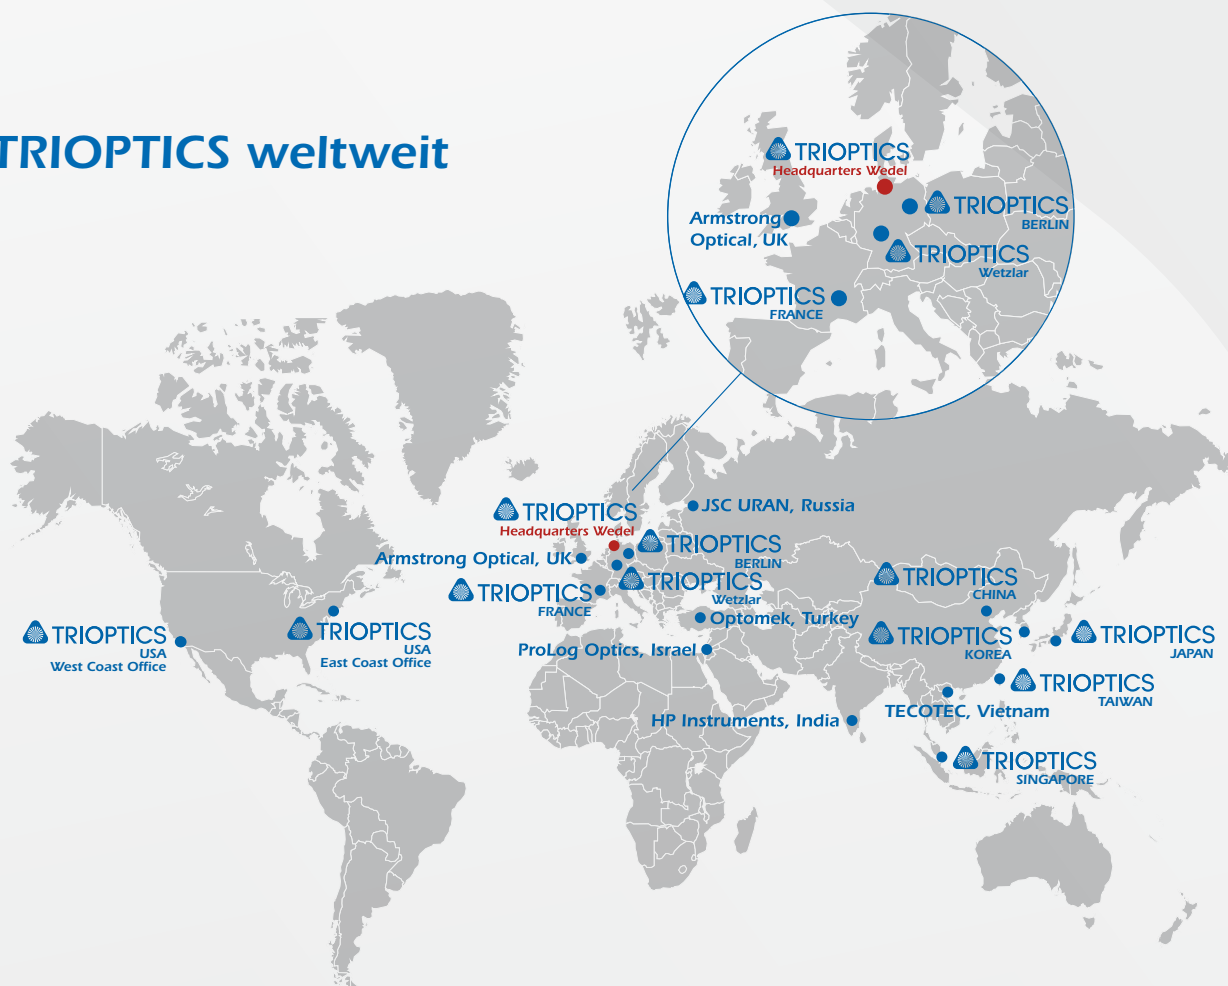 TRIOPTICS weltweit
TRIOPTICS
Headquarters Wedel
TRIOPTICS
BERLIN
Armstrong
Optical, UK
TRIOPTICS
Wetzlar
TRIOPTICS
FRANCE
TRIOPTICS
Headquarters Wedel
JSC URAN, Russia
TRIOPTICS
BERLIN
Armstrong Optical, UK
TRIOPTICS
Wetzlar
TRIOPTICS
FRANCE
TRIOPTICS
CHINA
Optomek, Turkey
TRIOPTICS
USA
West Coast Office
TRIOPTICS
USA
East Coast Office
TRIOPTICS
KOREA
TRIOPTICS
JAPAN
ProLog Optics, Israel
TRIOPTICS
TAIWAN
TECOTEC, Vietnam
HP Instruments, India
TRIOPTICS
SINGAPORE